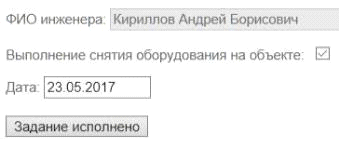 ФИО инженера: Кириллов Андрей Борисович
Выполнение снятия оборудования на объекте:
Дата: 23.05.2017
Задание исполнено